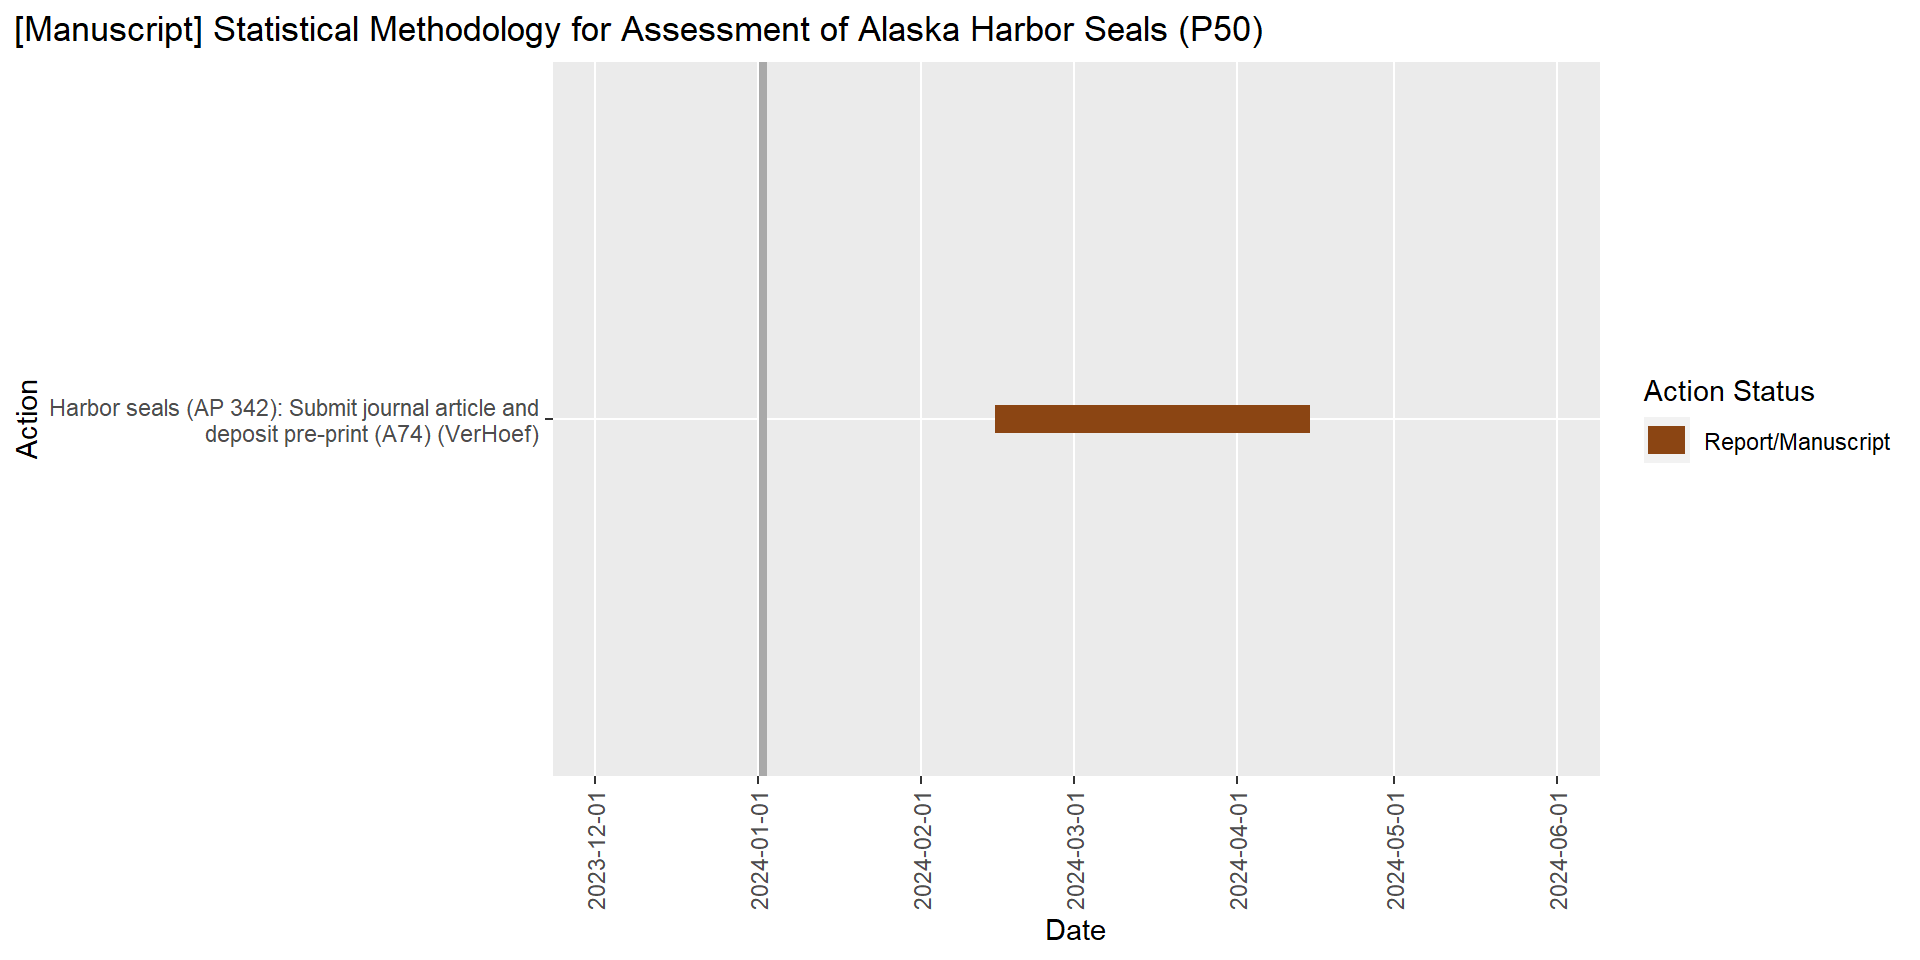 [Manuscript] Statistical Methodology for Assessment of Alaska Harbor Seals (P50)
Action
Harbor seals (AP 342): Submit journal article and
deposit pre-print (A74) (VerHoef)
2023-12-01
2024-01-01
2024-02-01
2024-03-01
2024-04-01
2024-05-01
2024-06-01
Date
Action Status
Report/Manuscript